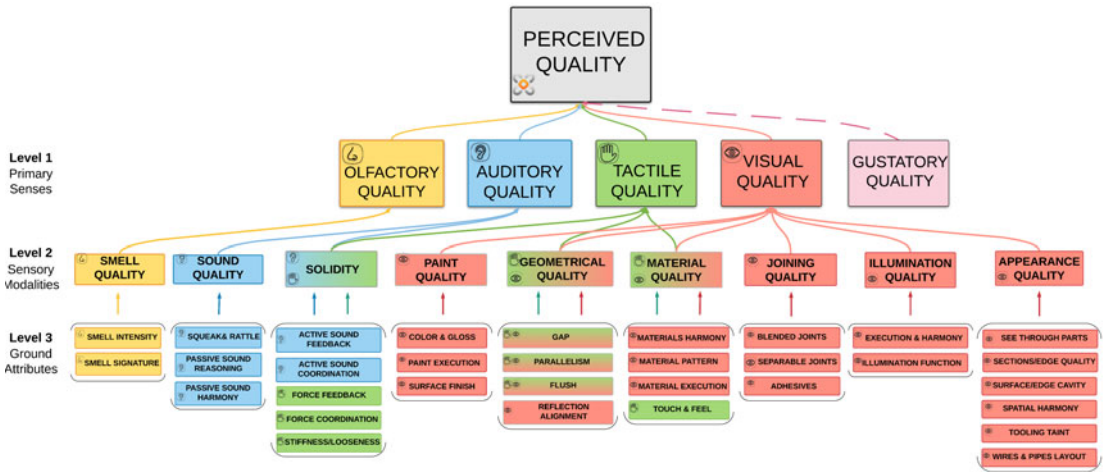 PERCEIVED
QUALITY
Level 1
Primary
Senses
OLFACTORY
QUALITY
AUDITORY
QUALITY
TACTILE
QUALITY
VISUAL
QUALITY
GUSTATORY
QUALITY
Level 2
Sensory
Modalities
SMELL
QUALITY
SOUND
QUALITY
SOLIDITY
PAINT
QUALITY
GEOMETRICAL
QUALITY
MATERIAL
QUALITY
JOINING
QUALITY
ILLUMINATION
QUALITY
APPEARANCE
QUALITY
Level 3
Ground
Attributes
SMELL INTENSITY
SMELL SIGNATURE
SQUEAK& RATTLE
PASSIVE SOUND
REASONING
PASSIVE SOUND
HARMONY
ACTIVE SOUND
FEEDBACK
ACTIVE SOUND
COORDINATION
FORCE FEEDBACK
FORCE COORDINATION
STIFFNESS/LOOSENESS
COLOR & GLOSS
PAINT EXECUTION
SURFACE FINISH
GAP
PARALLELISM
FLUSH
REFLECTION
ALIGNMENT
MATERIALS HARMONY
MATERIAL PATTERN
MATERIAL EXECUTION
TOUCH & FEEL
BLENDED JOINTS
SEPARABLE JOINTS
ADHESIVES
EXECUTION & HARMONY
ILLUMINATION FUNCTION
SEE THROUGH PARTS
SECTIONS/EDGE QUALITY
SURFACE/EDGE CAVITY
SPATIAL HARMONY
TOOLING TAINT
WIRES & PIPES LAYOUT